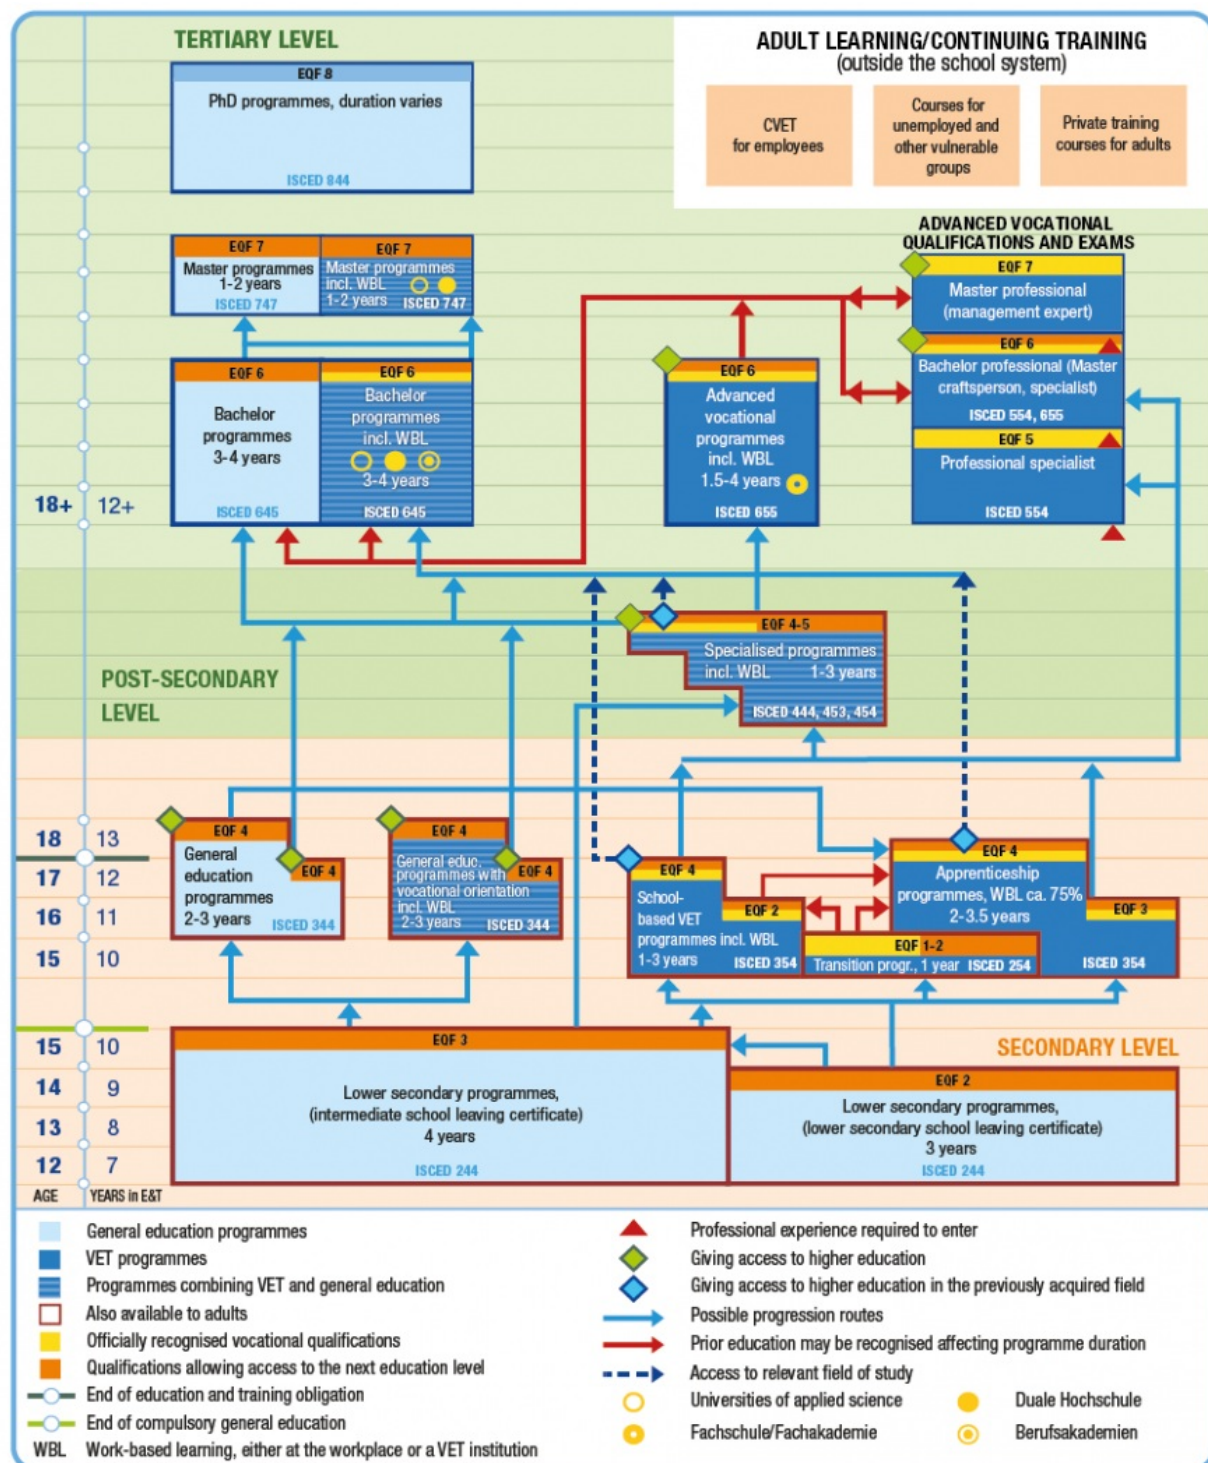 TERTIARY LEVEL
EQF 8
PhD programmes, duration varies
ISCED 844
ADULT LEARNING/CONTINUING TRAINING
(outside the school system)
CVET
for employees
Courses for
unemployed and
other vulnerable
groups
Private training
courses for adults
EQF 7
Master programmes
1-2 years
ISCED 747
EQF 7
Master programmes
incl. WBL
1-2 years ISCED 747
ADVANCED VOCATIONAL
QUALIFICATIONS AND EXAMS
EQF 7
Master professional
(management expert)
EQF 6
Bachelor professional (Master
craftsperson, specialist)
ISCED 554, 655
EQF 5
Professional specialist
ISCED 554
EQF 6
Bachelor
programmes
3-4 years
ISCED 645
EQF 6
Bachelor
programmes
incl. WBL
3-4 years
ISCED 645
EQF 6
Advanced
vocational
programmes
incl. WBL
1.5-4 years
ISCED 655
18+ 12+
POST-SECONDARY
LEVEL
EQF 4-5
Specialised programmes
incl. WBL 1-3 years
ISCED 444, 453, 454
18 13
17 12
16 11
15 10
EQF 4
General
education
programmes
2-3 years
EQF 4
ISCED 344
EQF 4
General educ.
programmes with
vocational orientation
incl. WBL
2-3 years
EQF 4
ISCED 344
EQF 4
School-
based VET
programmes incl. WBL
1-3 years
EQF 2
ISCED 354
EQF 4
Apprenticeship
programmes, WBL ca. 75%
2-3.5 years
EQF 3
ISCED 354
EQF 1-2
Transition progr., 1 year ISCED 254
15 10
14 9
13 8
12 7
AGE YEARS in E&T
EQF 3
Lower secondary programmes,
(intermediate school leaving certificate)
4 years
ISCED 244
SECONDARY LEVEL
EQF 2
Lower secondary programmes,
(lower secondary school leaving certificate)
3 years
ISCED 244
General education programmes
VET programmes
Programmes combining VET and general education
Also available to adults
Officially recognised vocational qualifications
Qualifications allowing access to the next education level
End of education and training obligation
End of compulsory general education
WBL Work-based learning, either at the workplace or a VET institution
Professional experience required to enter
Giving access to higher education
Giving access to higher education in the previously acquired field
Possible progression routes
Prior education may be recognised affecting programme duration
Access to relevant field of study
Universities of applied science
Duale Hochschule
Fachschule/Fachakademie
Berufsakademien